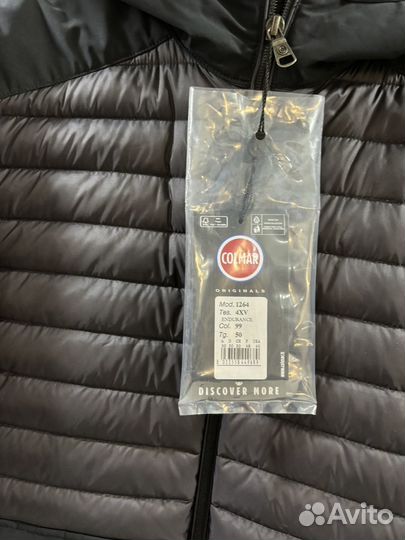 COLMAR
ORIGINALS
Mod. 1264
Tes. 4XV
ENDURANCE
Col. 99
Tg. 50
DISCOVER MORE
Avito